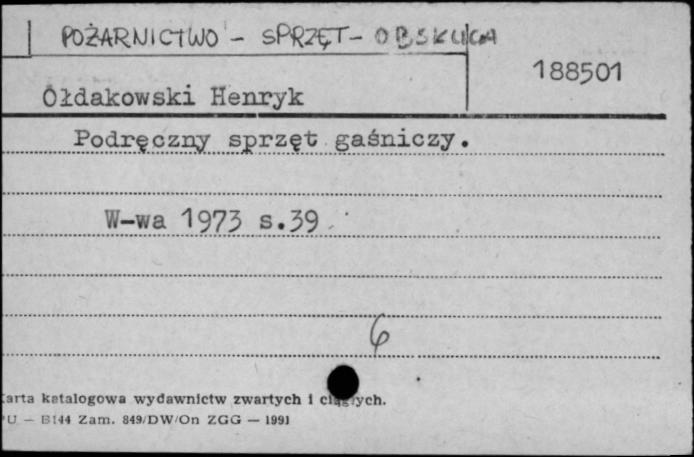 POŻARNICTWO - SPRZĘT - OBSŁUGA
188501
Ołdakowski Henryk
Podręczny sprzęt gaśniczy.
W-wa 1973 s.39
6
arta katalogowa wydawnictw zwartych i ciągłych.
PU — B144 Zam. 849/DW/On ZGG — 1991